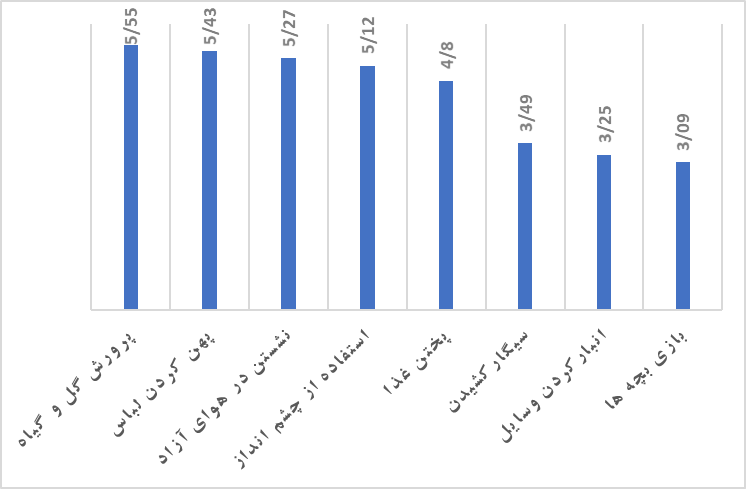 5/55
5/43
5/27
5/12
4/8
3/49
3/25
3/09
پرورش گل و گیاه
پهن کردن لباس
نشستن در هوای آزاد
استفاده از چشم انداز
پختن غذا
سیگار کشیدن
انبار کردن وسایل
بازی بچه ها